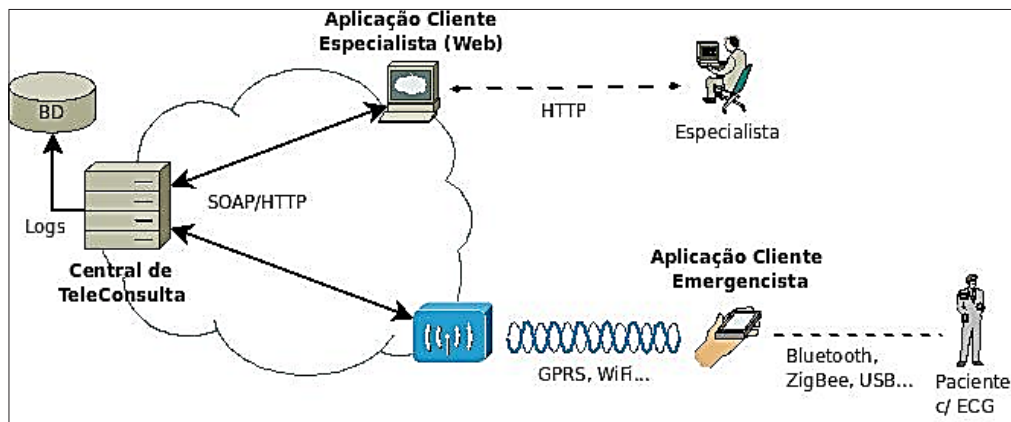 Aplicação Cliente
Especialista (Web)
BD
HTTP
Especialista
SOAP/HTTP
Logs
Central de
TeleConsulta
Aplicação Cliente
Emergencista
GPRS, WiFi...
Bluetooth,
ZigBee, USB...
Paciente
c/ ECG